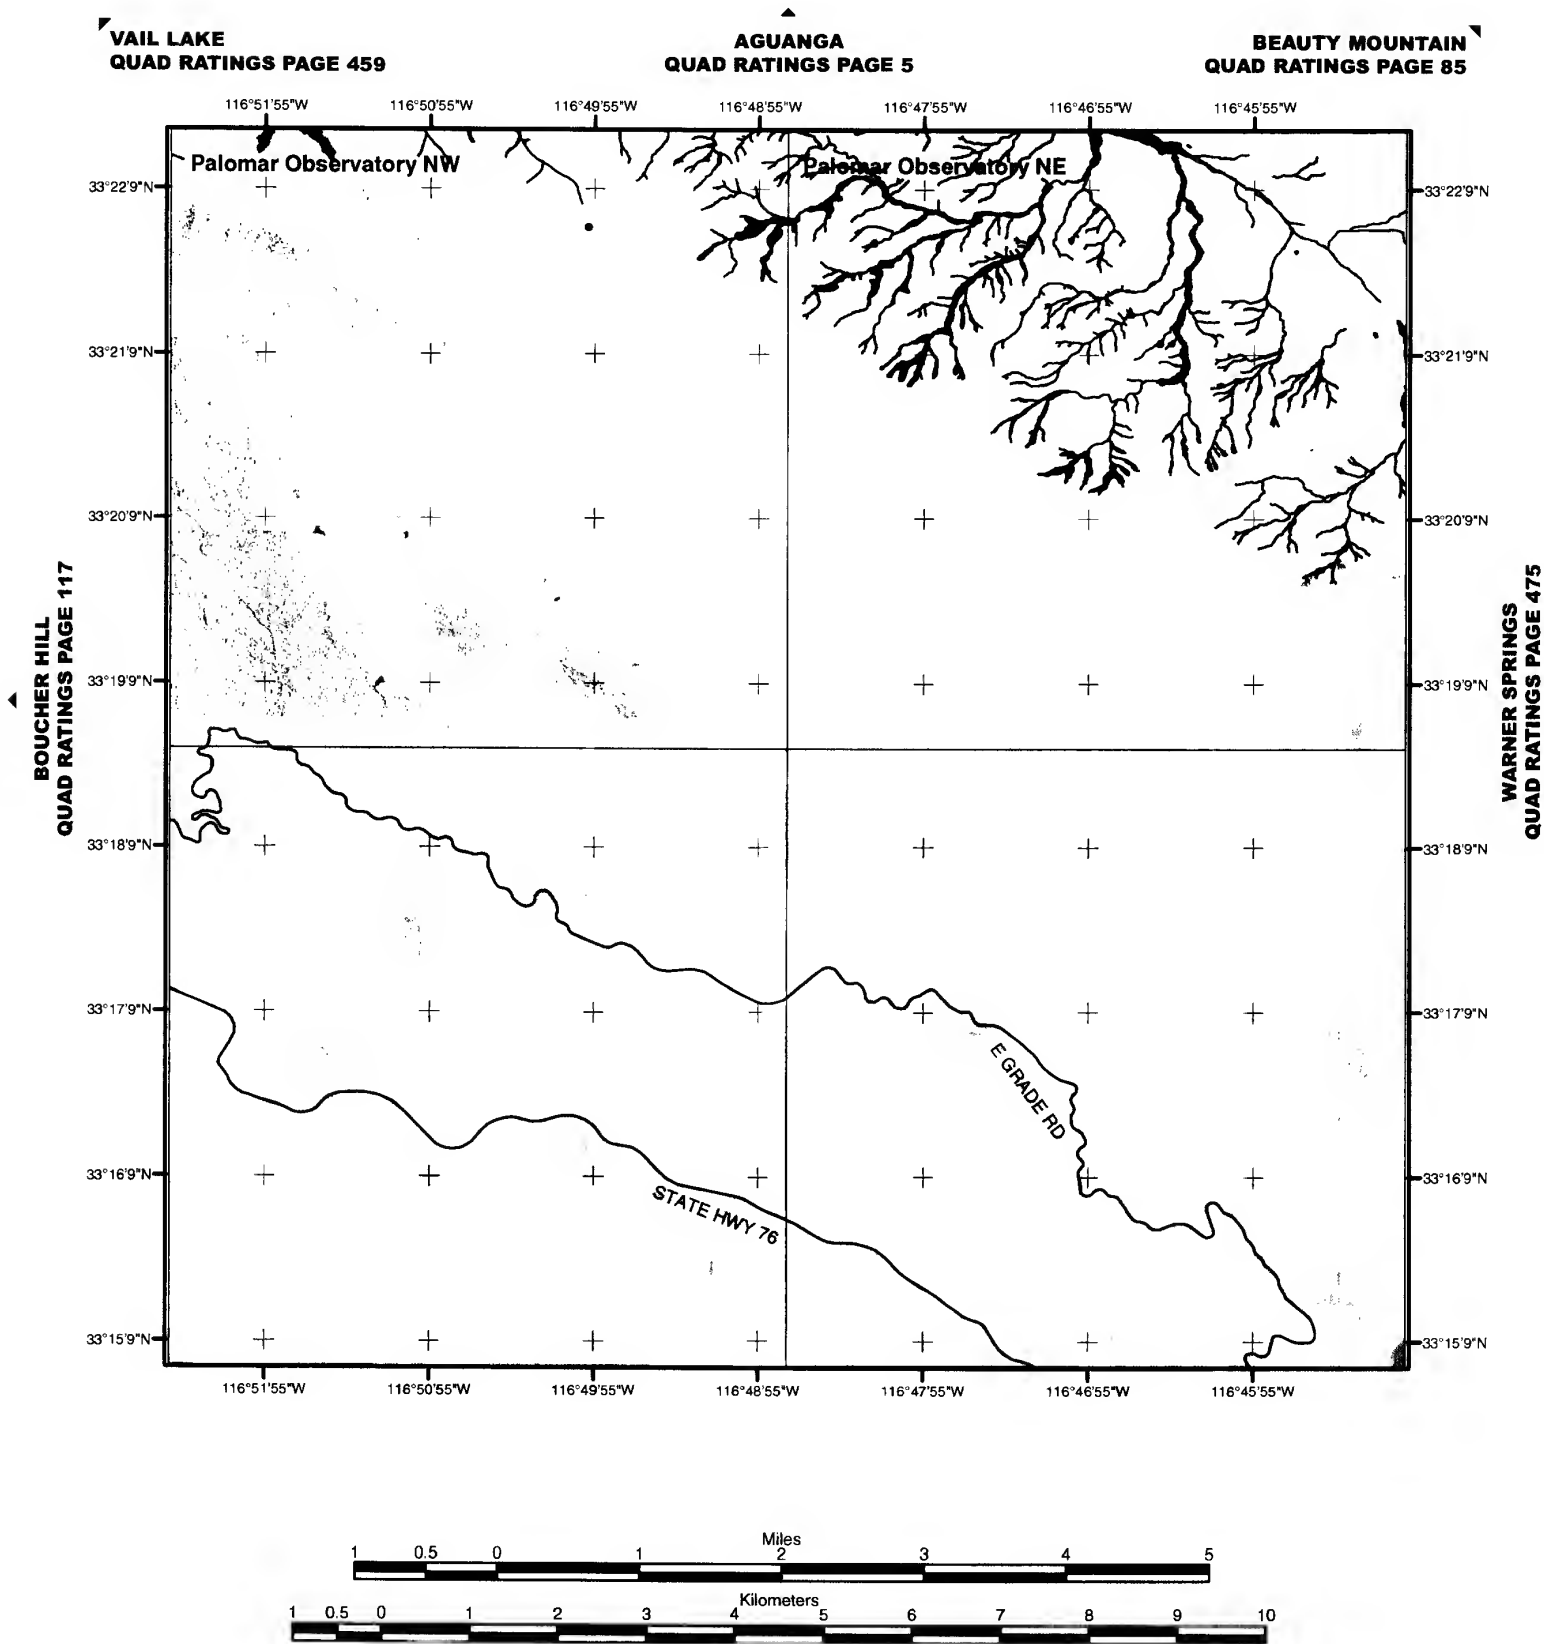 VAIL LAKE
QUAD RATINGS PAGE 459
AGUANGA
QUAD RATINGS PAGE 5
BEAUTY MOUNTAIN
QUAD RATINGS PAGE 85
116°51'55"W 116°50'55"W 116°49'55"W 116°48'55"W 116°47'55"W 116°46'55"W 116°45'55"W
Palomar Observatory NW
Palomar Observatory NE
33°22'9"N 33°22'9"N
33°21'9"N 33°21'9"N
33°20'9"N 33°20'9"N
BOUCHER HILL
QUAD RATINGS PAGE 117
WARNER SPRINGS
QUAD RATINGS PAGE 475
33°19'9"N 33°19'9"N
33°18'9"N 33°18'9"N
33°17'9"N 33°17'9"N
E GRADE RD
33°16'9"N 33°16'9"N
STATE HWY 76
33°15'9"N 33°15'9"N
116°51'55"W 116°50'55"W 116°49'55"W 116°48'55"W 116°47'55"W 116°46'55"W 116°45'55"W
Miles
1 0.5 0 1 2 3 4 5
Kilometers
1 0.5 0 1 2 3 4 5 6 7 8 9 10